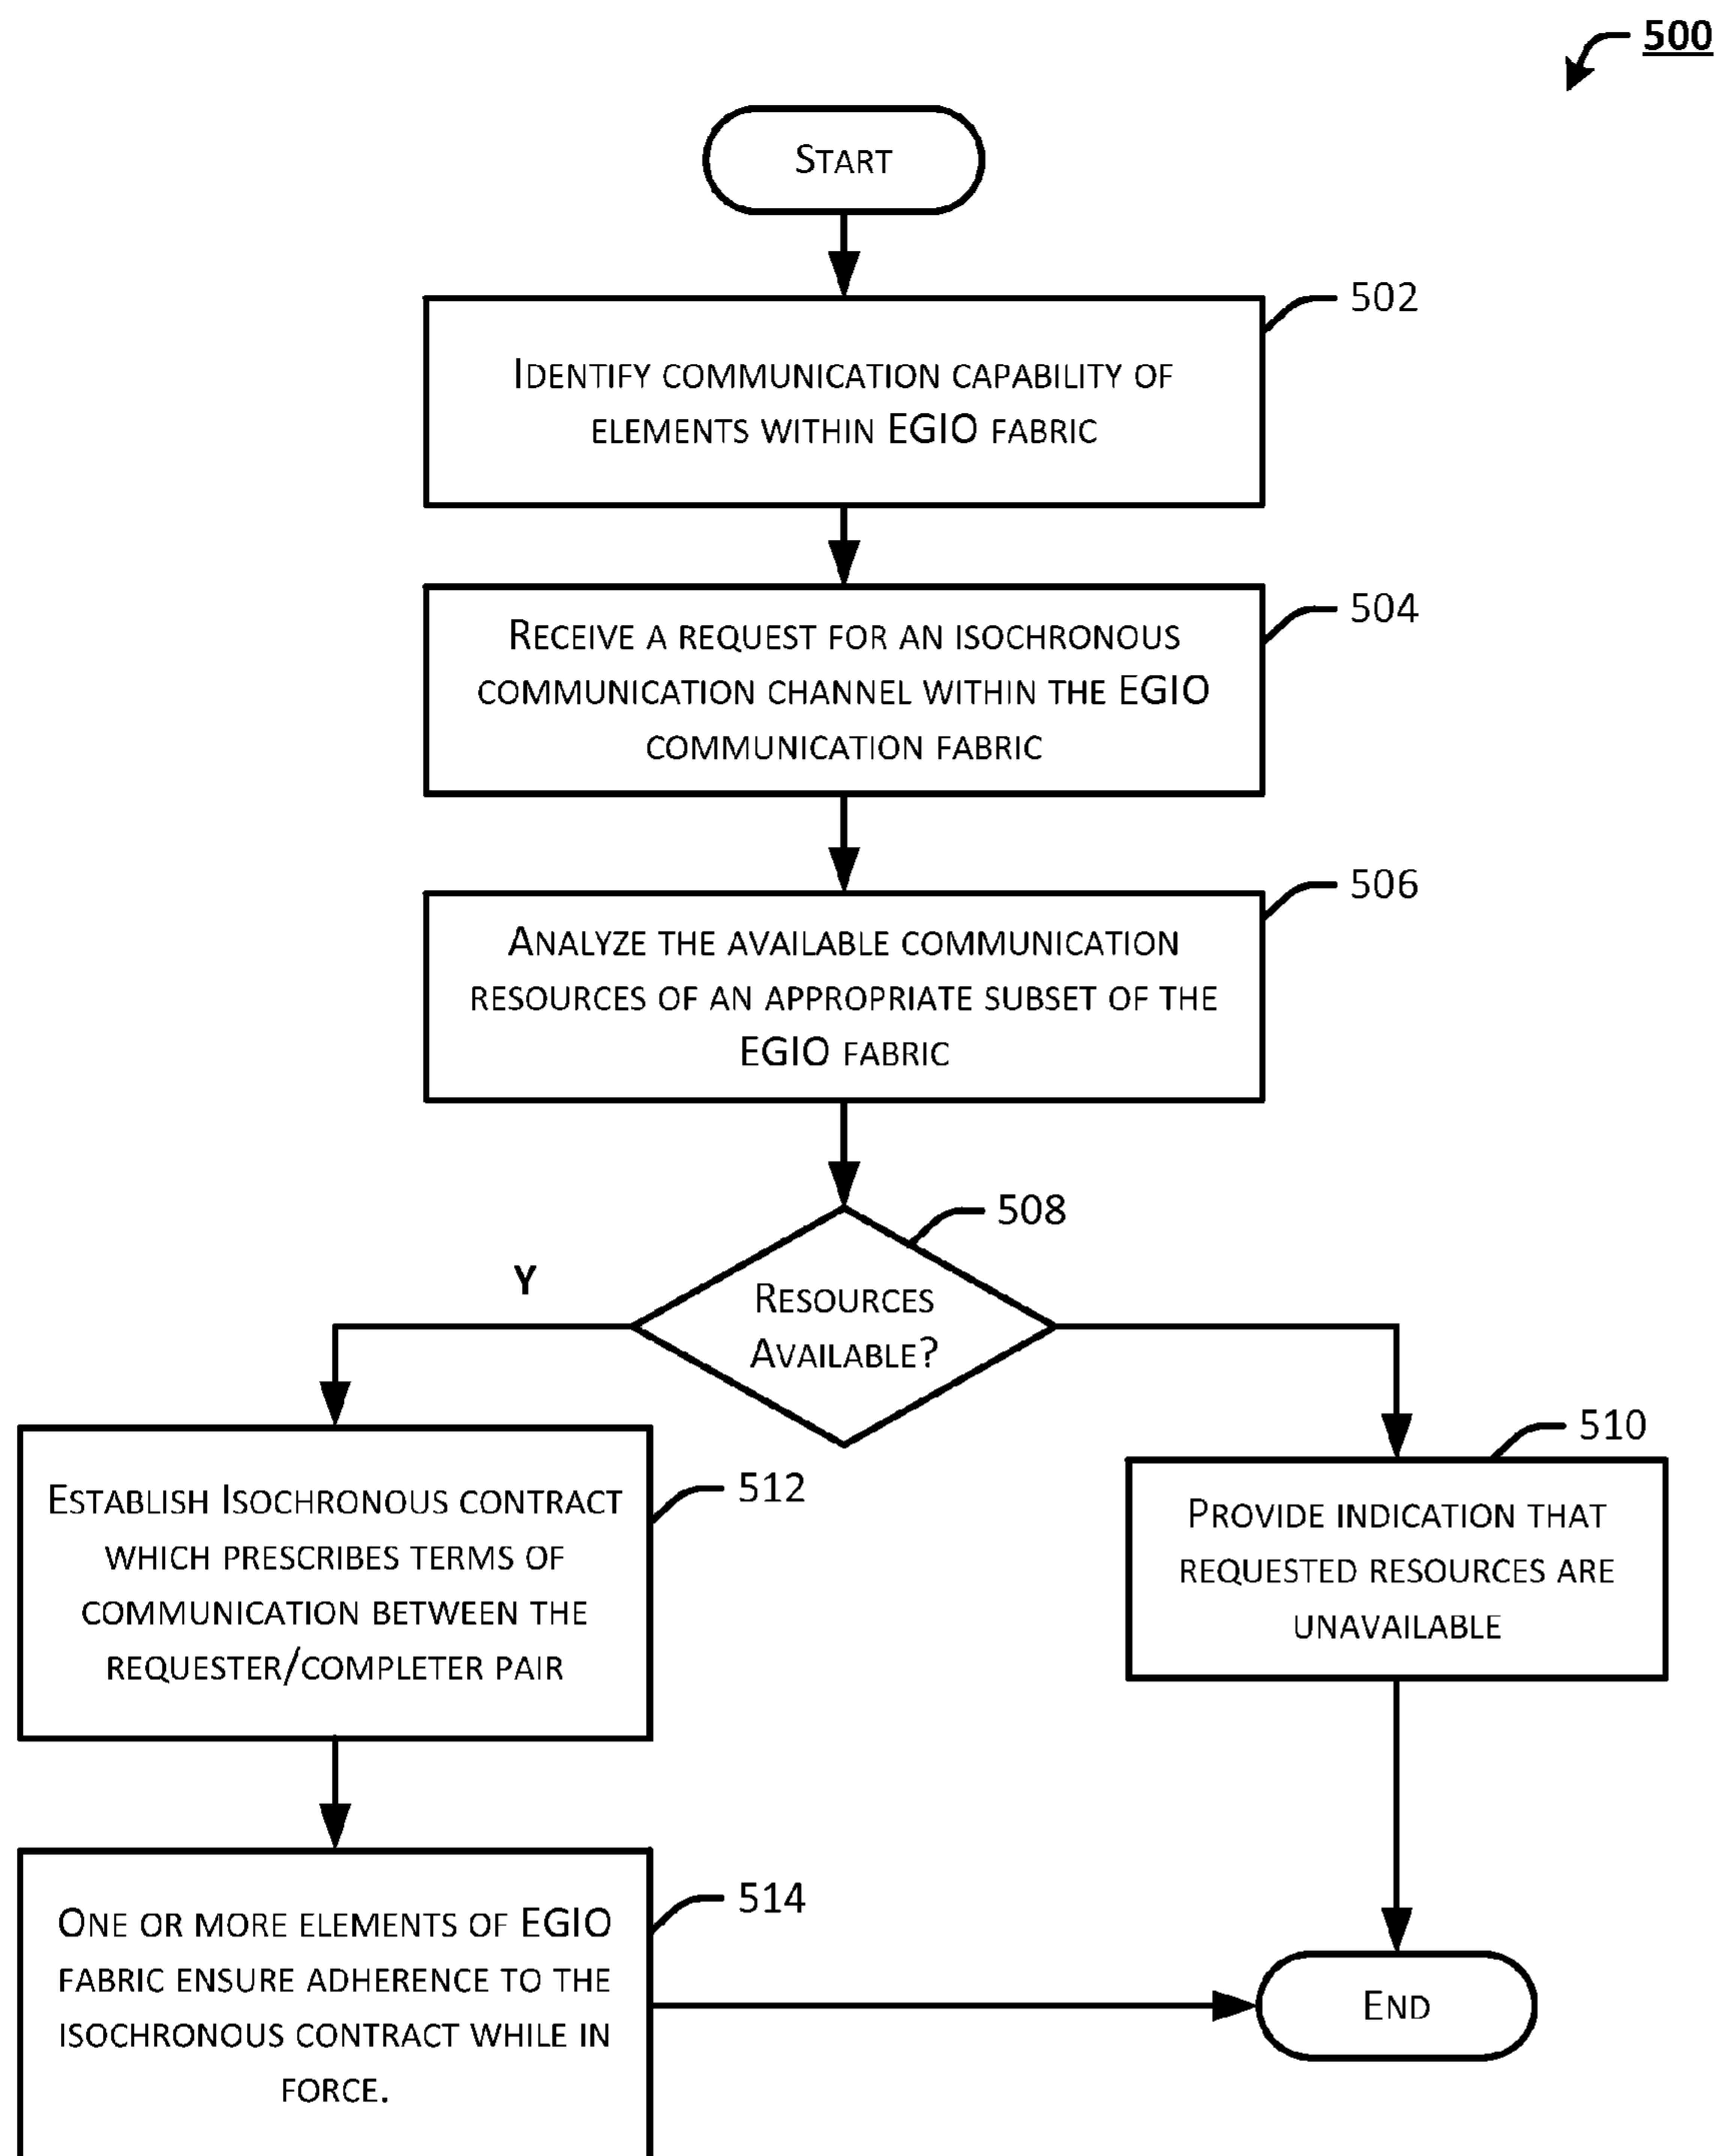 500
START
IDENTIFY COMMUNICATION CAPABILITY OF
ELEMENTS WITHIN EGIO FABRIC
502
RECEIVE A REQUEST FOR AN ISOCHRONOUS
COMMUNICATION CHANNEL WITHIN THE EGIO
COMMUNICATION FABRIC
504
ANALYZE THE AVAILABLE COMMUNICATION
RESOURCES OF AN APPROPRIATE SUBSET OF THE
EGIO FABRIC
506
RESOURCES
AVAILABLE?
508
Y
ESTABLISH ISOCHRONOUS CONTRACT
WHICH PRESCRIBES TERMS OF
COMMUNICATION BETWEEN THE
REQUESTER/COMPLETER PAIR
512
PROVIDE INDICATION THAT
REQUESTED RESOURCES ARE
UNAVAILABLE
510
ONE OR MORE ELEMENTS OF EGIO
FABRIC ENSURE ADHERENCE TO THE
ISOCHRONOUS CONTRACT WHILE IN
FORCE.
514
END